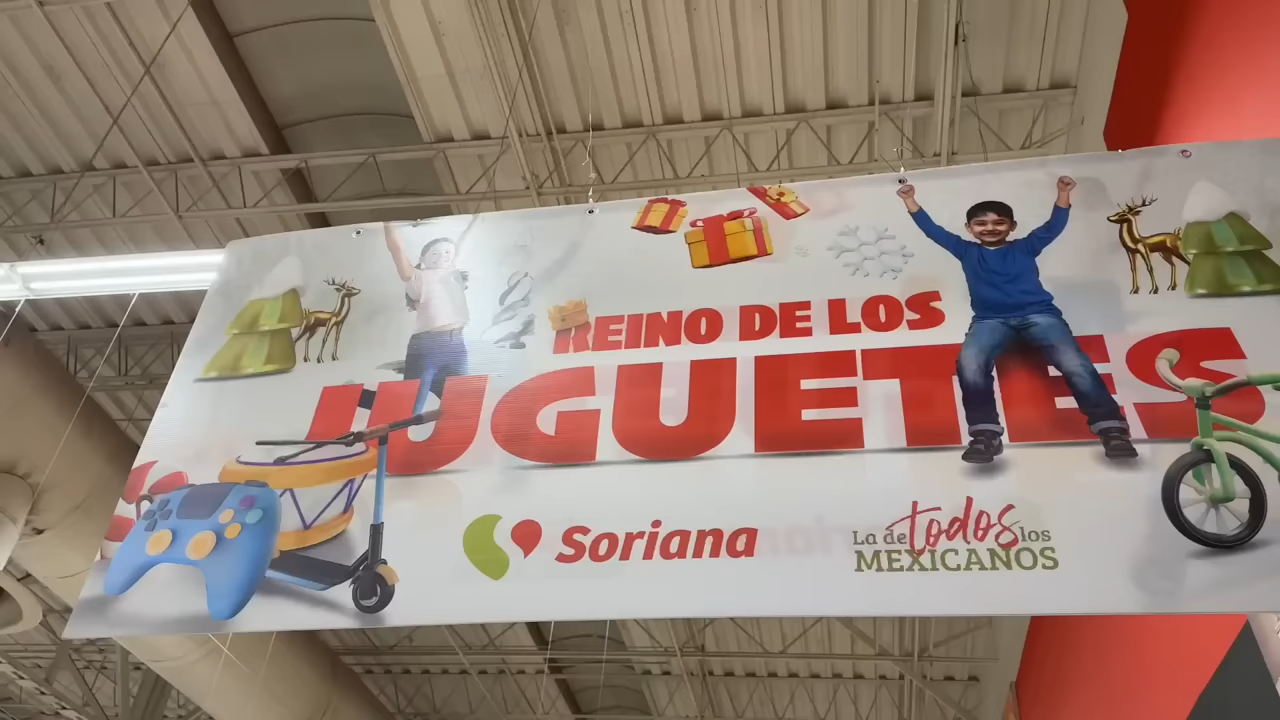 REINO DE LOS
JUGUETES
Soriana
La de todos los
MEXICANOS